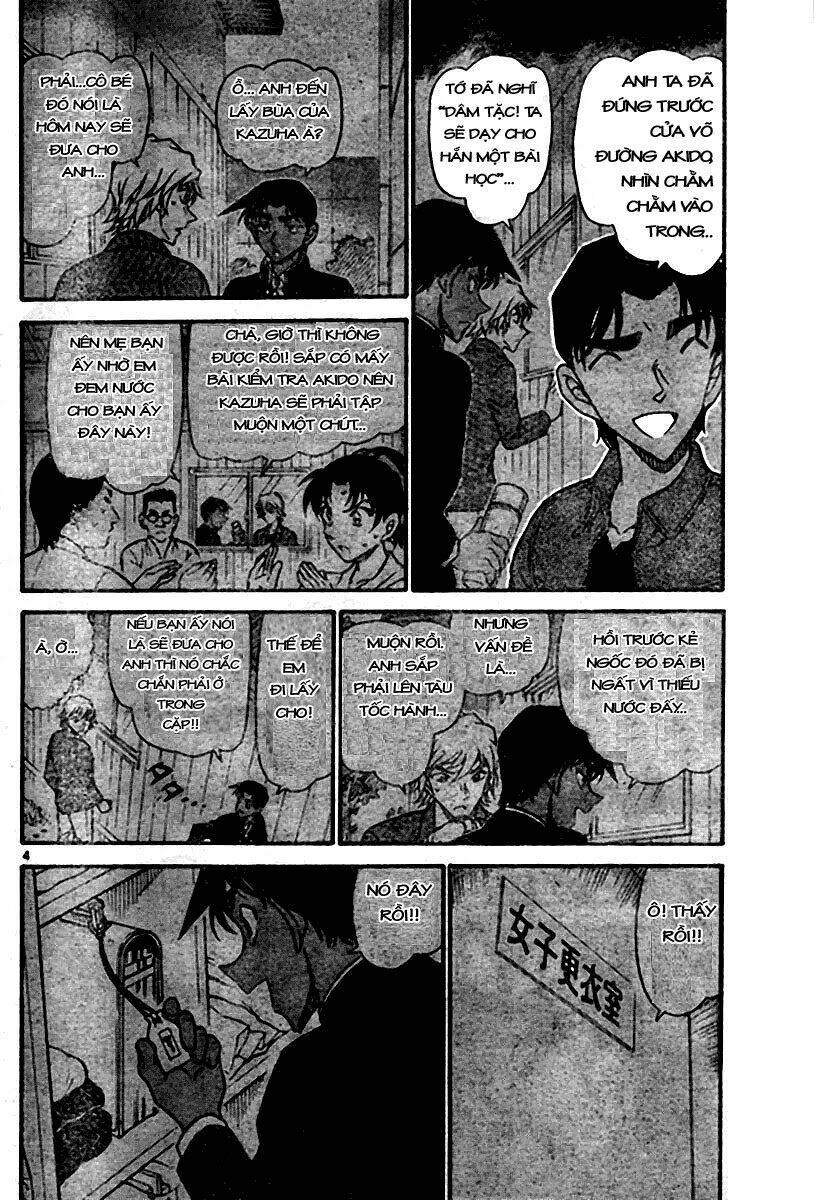 ANH TA ĐÃ
ĐỨNG TRƯỚC
CỬA VÕ
ĐƯỜNG AKIDO,
NHÌN CHẰM
CHẰM VÀO
TRONG..
TỚ ĐÃ NGHĨ
"DÂM TẶC! TA
SẼ DẠY CHO
HẮN MỘT BÀI
HỌC"...
Ồ... ANH ĐẾN
LẤY BÙA CỦA
KAZUHA À?
PHẢI...CÔ BÉ
ĐÓ NÓI LÀ
HÔM NAY SẼ
ĐƯA CHO
ANH...
CHÀ, GIỜ THÌ KHÔNG
ĐƯỢC RỒI! SẮP CÓ MẤY
BÀI KIỂM TRA AKIDO NÊN
KAZUHA SẼ PHẢI TẬP
MUỘN MỘT CHÚT...
NÊN MẸ BẠN
ẤY NHỜ EM
ĐEM NƯỚC
CHO BẠN ẤY
ĐÂY NÀY!
HỒI TRƯỚC KẺ
NGỐC ĐÓ ĐÃ BỊ
NGẤT VÌ THIẾU
NƯỚC ĐẤY...
NHƯNG
VẤN ĐỀ
LÀ...
MUỘN RỒI.
ANH SẮP
PHẢI LÊN TÀU
TỐC HÀNH...
THẾ ĐỂ
EM
ĐI LẤY
CHO!
NẾU BẠN ẤY NÓI
LÀ SẼ ĐƯA CHO
ANH THÌ NÓ CHẮC
CHẮN PHẢI Ở
TRONG
CẶP!!
À, Ờ...
4
Ô! THẤY
RỒI!!
女子更衣室
NÓ ĐÂY
RỒI!!